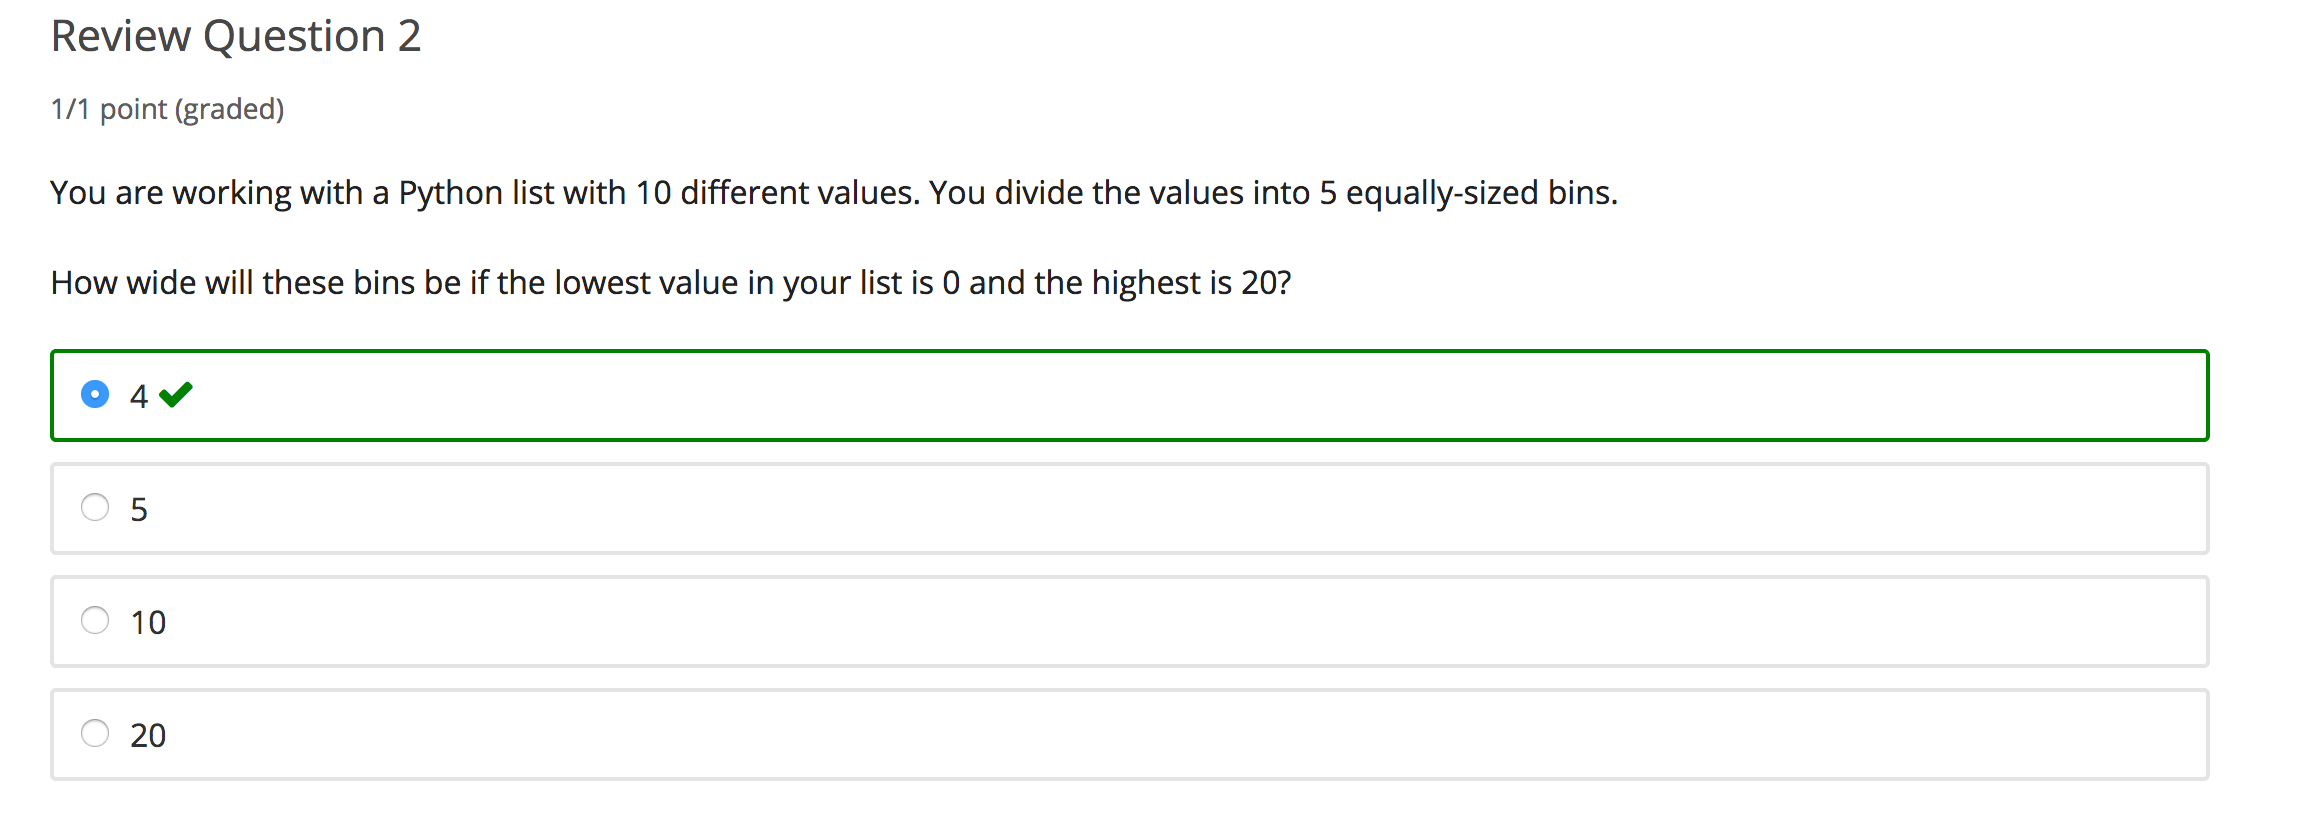 Review Question 2
1/1 point (graded)
You are working with a Python list with 10 different values. You divide the values into 5 equally-sized bins.
How wide will these bins be if the lowest value in your list is 0 and the highest is 20?
4
5
10
20